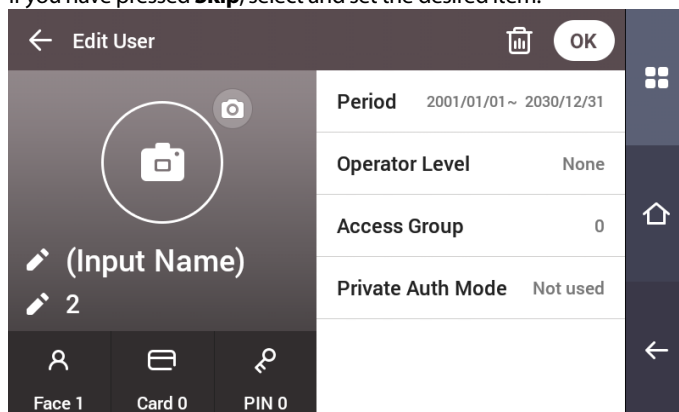 If you have pressed Skip, select and set the desired item.
Edit User
OK
Period 2001/01/01~ 2030/12/31
Operator Level None
Access Group 0
Private Auth Mode Not used
(Input Name)
2
Face 1 Card 0 PIN 0